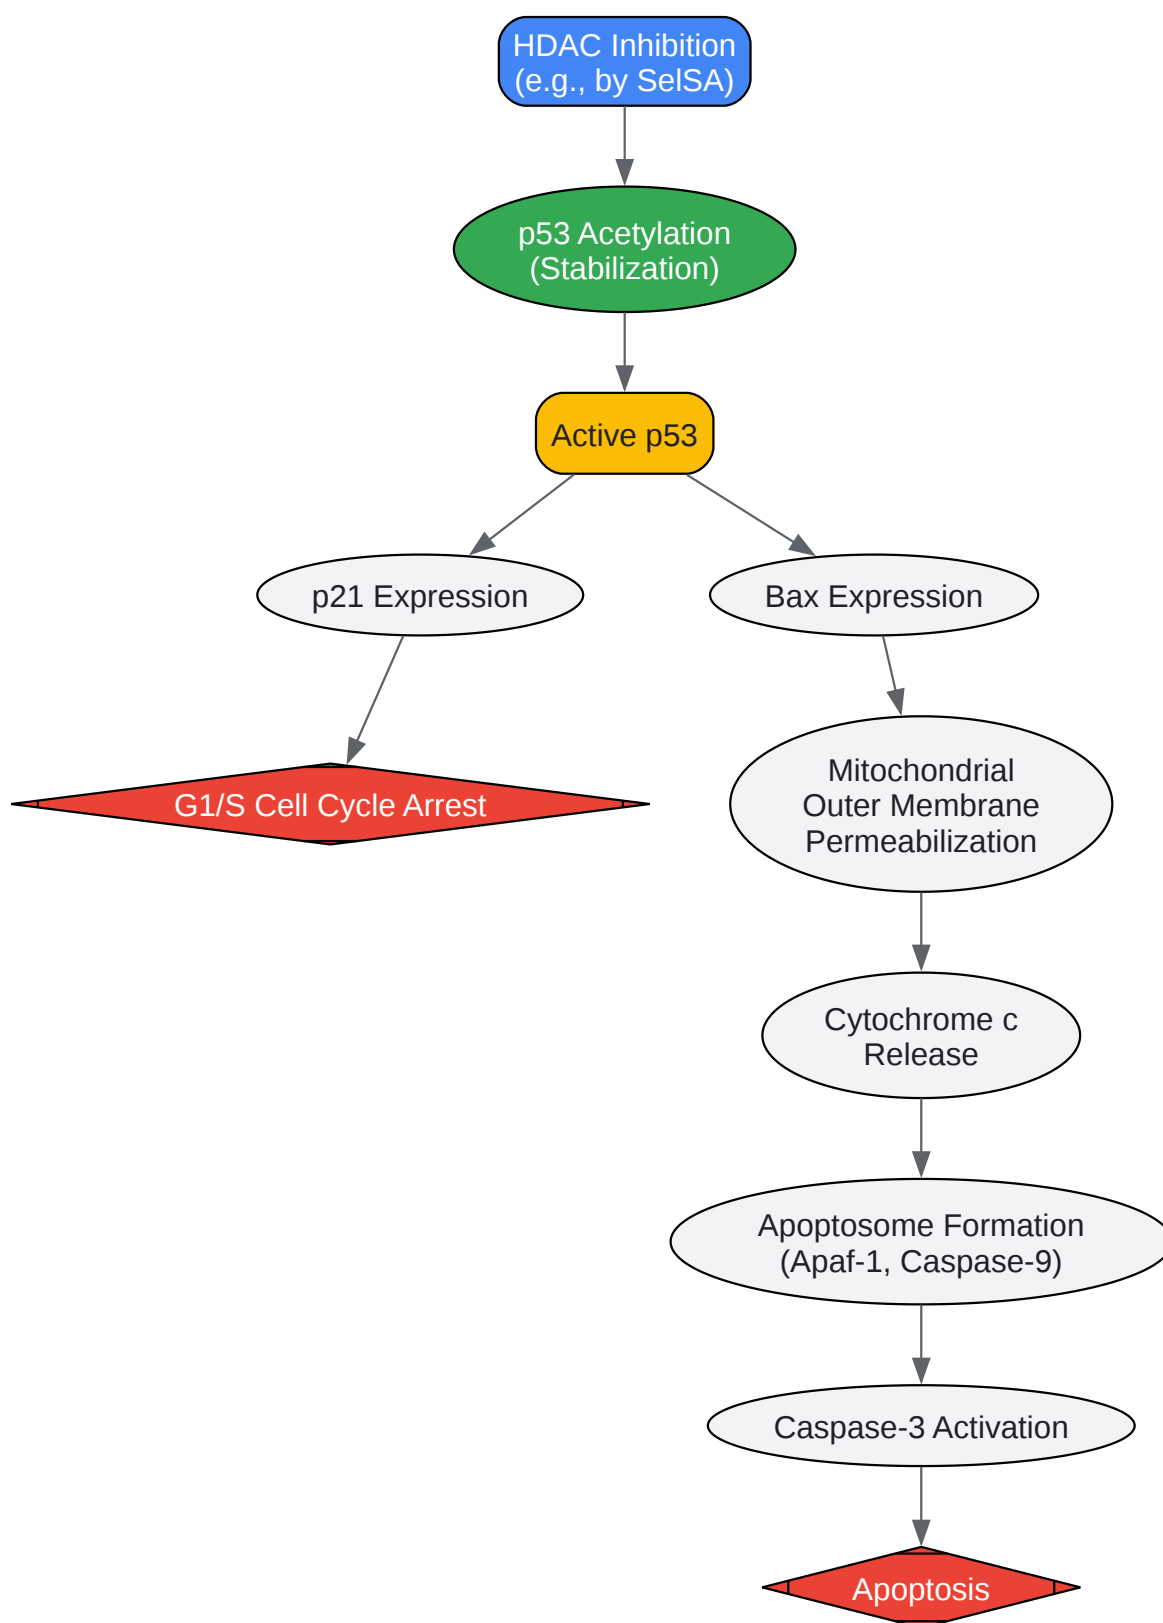 HDAC Inhibition
(e.g., by SelSA)
p53 Acetylation
(Stabilization)
Active p53
p21 Expression
Bax Expression
G1/S Cell Cycle Arrest
Mitochondrial
Outer Membrane
Permeabilization
Cytochrome c
Release
Apoptosome Formation
(Apaf-1, Caspase-9)
Caspase-3 Activation
Apoptosis